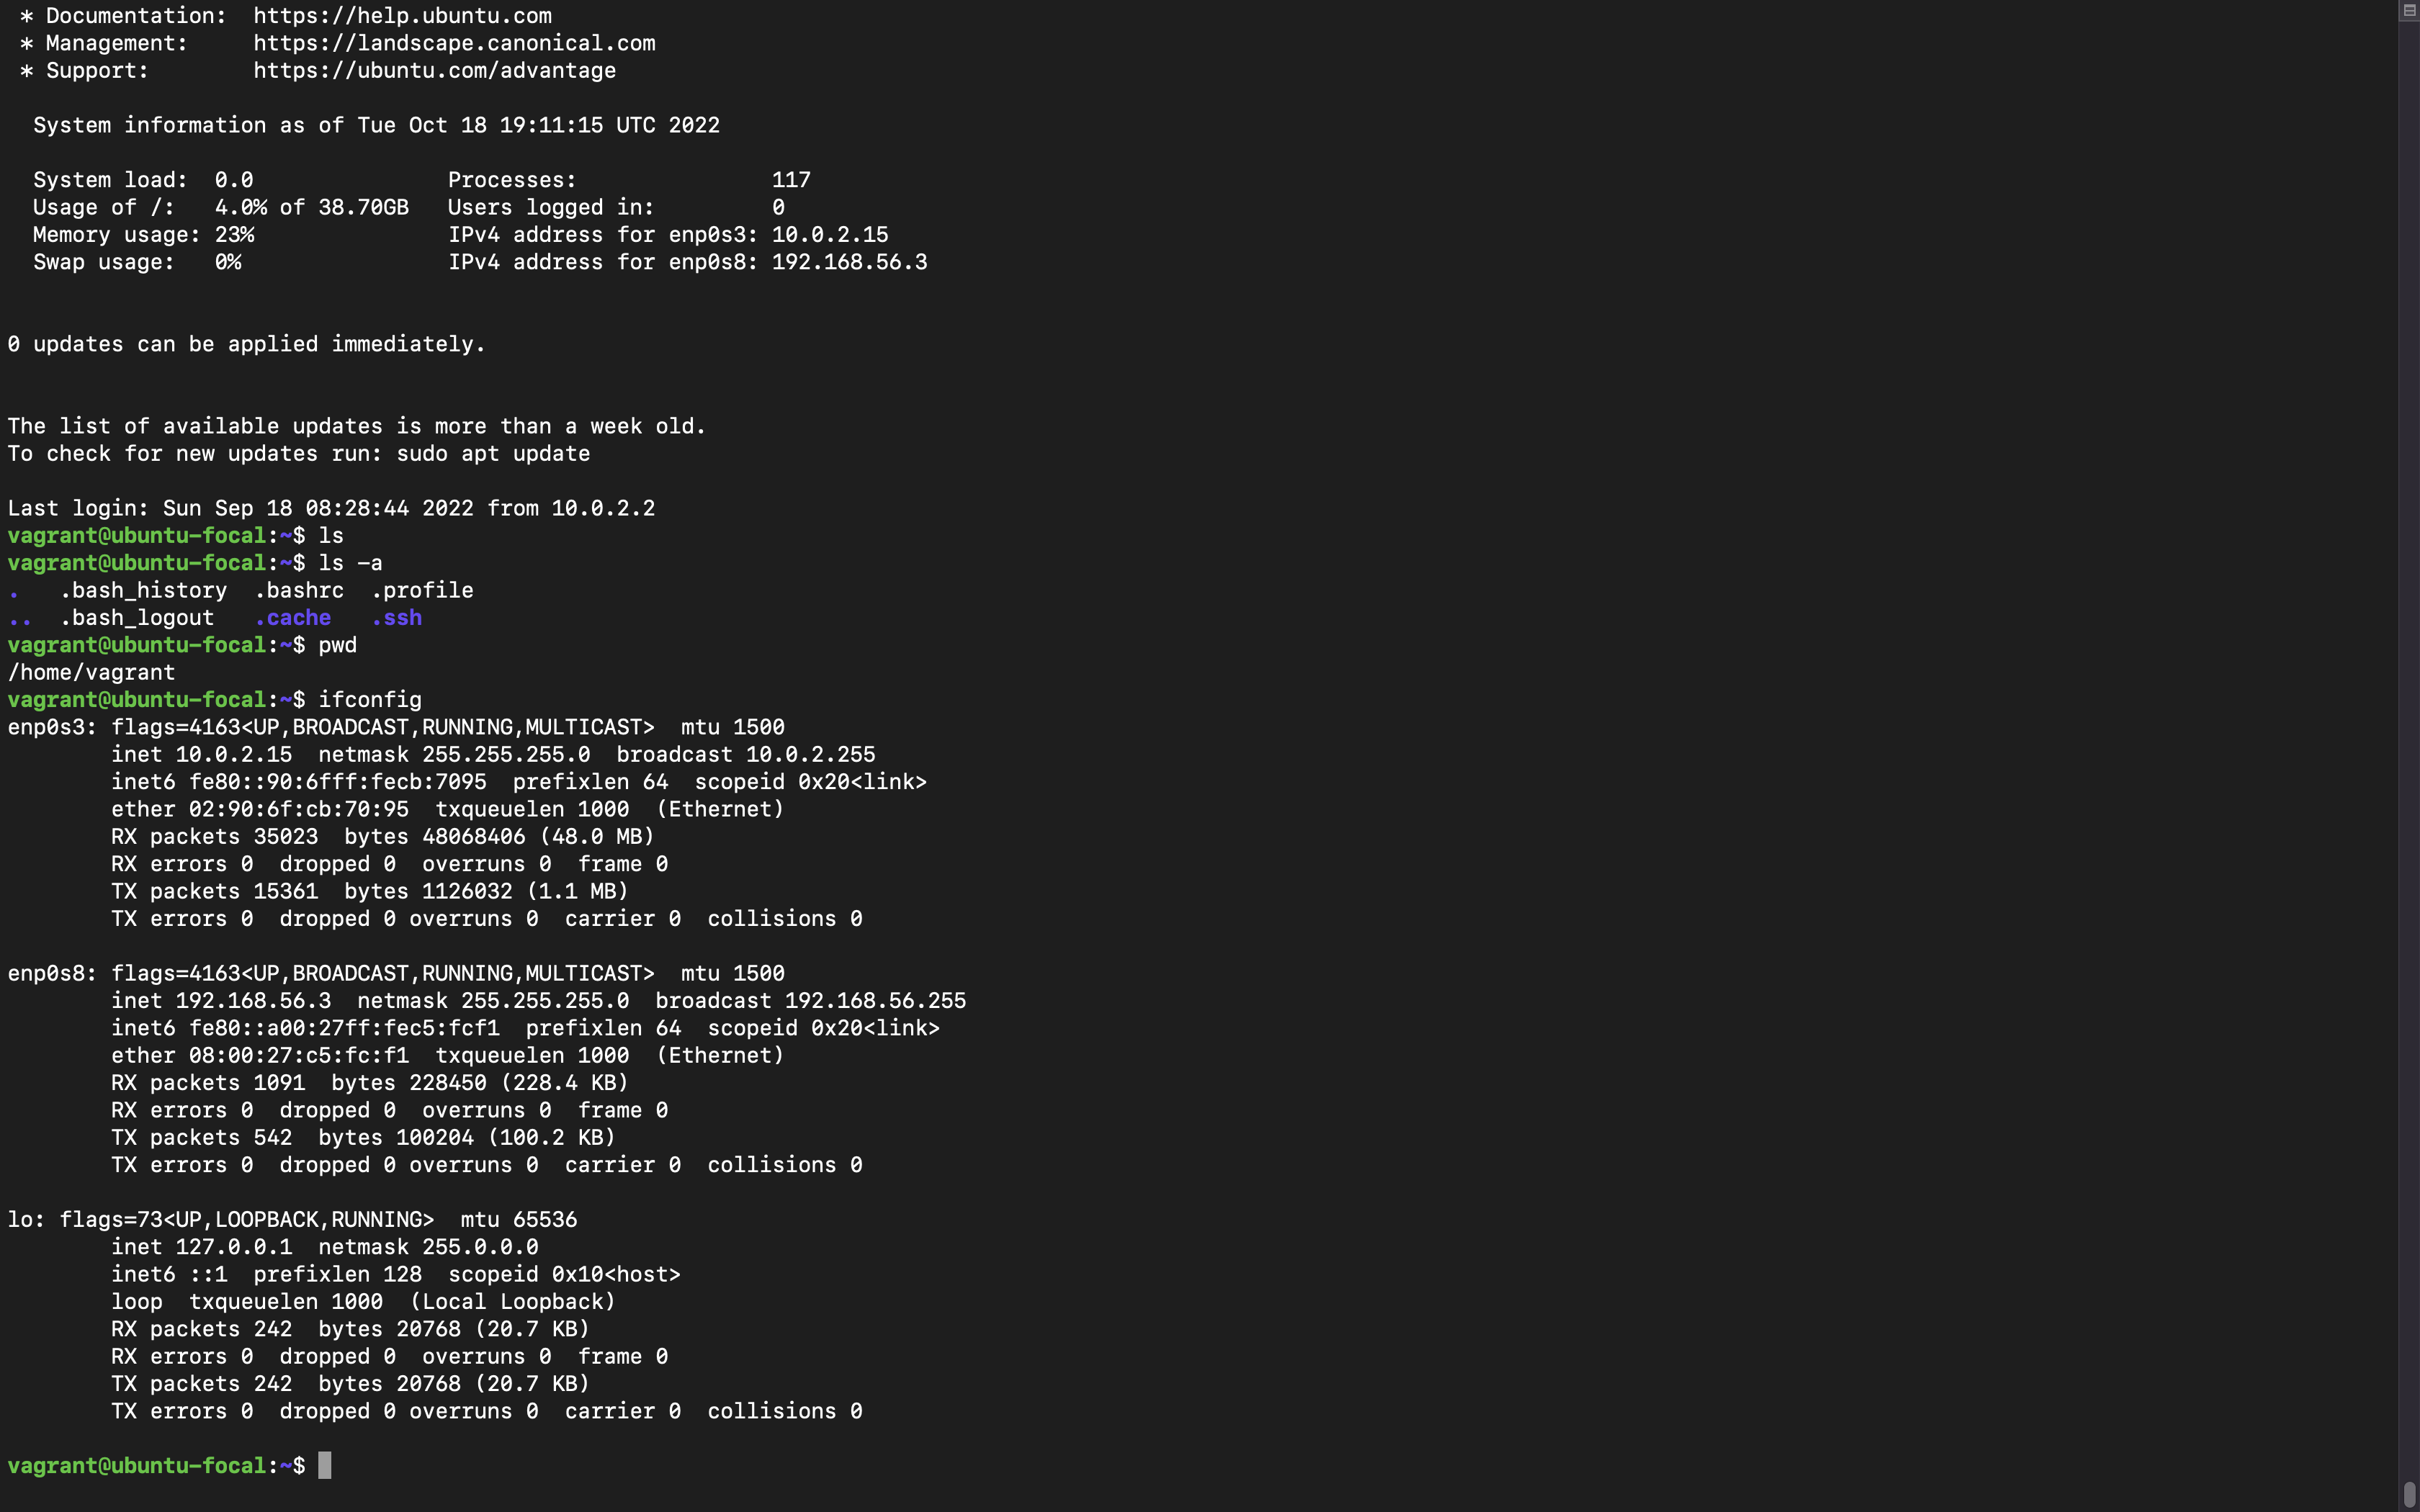 * Documentation:  https://help.ubuntu.com
 * Management:     https://landscape.canonical.com
 * Support:        https://ubuntu.com/advantage

  System information as of Tue Oct 18 19:11:15 UTC 2022

  System load:  0.0               Processes:               117
  Usage of /:   4.0% of 38.70GB   Users logged in:         0
  Memory usage: 23%               IPv4 address for enp0s3: 10.0.2.15
  Swap usage:   0%                IPv4 address for enp0s8: 192.168.56.3


0 updates can be applied immediately.


The list of available updates is more than a week old.
To check for new updates run: sudo apt update

Last login: Sun Sep 18 08:28:44 2022 from 10.0.2.2
vagrant@ubuntu-focal:~$ ls
vagrant@ubuntu-focal:~$ ls -a
.   .bash_history  .bashrc  .profile
..  .bash_logout   .cache   .ssh
vagrant@ubuntu-focal:~$ pwd
/home/vagrant
vagrant@ubuntu-focal:~$ ifconfig
enp0s3: flags=4163<UP,BROADCAST,RUNNING,MULTICAST>  mtu 1500
        inet 10.0.2.15  netmask 255.255.255.0  broadcast 10.0.2.255
        inet6 fe80::90:6fff:fecb:7095  prefixlen 64  scopeid 0x20<link>
        ether 02:90:6f:cb:70:95  txqueuelen 1000  (Ethernet)
        RX packets 35023  bytes 48068406 (48.0 MB)
        RX errors 0  dropped 0  overruns 0  frame 0
        TX packets 15361  bytes 1126032 (1.1 MB)
        TX errors 0  dropped 0 overruns 0  carrier 0  collisions 0

enp0s8: flags=4163<UP,BROADCAST,RUNNING,MULTICAST>  mtu 1500
        inet 192.168.56.3  netmask 255.255.255.0  broadcast 192.168.56.255
        inet6 fe80::a00:27ff:fec5:fcf1  prefixlen 64  scopeid 0x20<link>
        ether 08:00:27:c5:fc:f1  txqueuelen 1000  (Ethernet)
        RX packets 1091  bytes 228450 (228.4 KB)
        RX errors 0  dropped 0  overruns 0  frame 0
        TX packets 542  bytes 100204 (100.2 KB)
        TX errors 0  dropped 0 overruns 0  carrier 0  collisions 0

lo: flags=73<UP,LOOPBACK,RUNNING>  mtu 65536
        inet 127.0.0.1  netmask 255.0.0.0
        inet6 ::1  prefixlen 128  scopeid 0x10<host>
        loop  txqueuelen 1000  (Local Loopback)
        RX packets 242  bytes 20768 (20.7 KB)
        RX errors 0  dropped 0  overruns 0  frame 0
        TX packets 242  bytes 20768 (20.7 KB)
        TX errors 0  dropped 0 overruns 0  carrier 0  collisions 0

vagrant@ubuntu-focal:~$